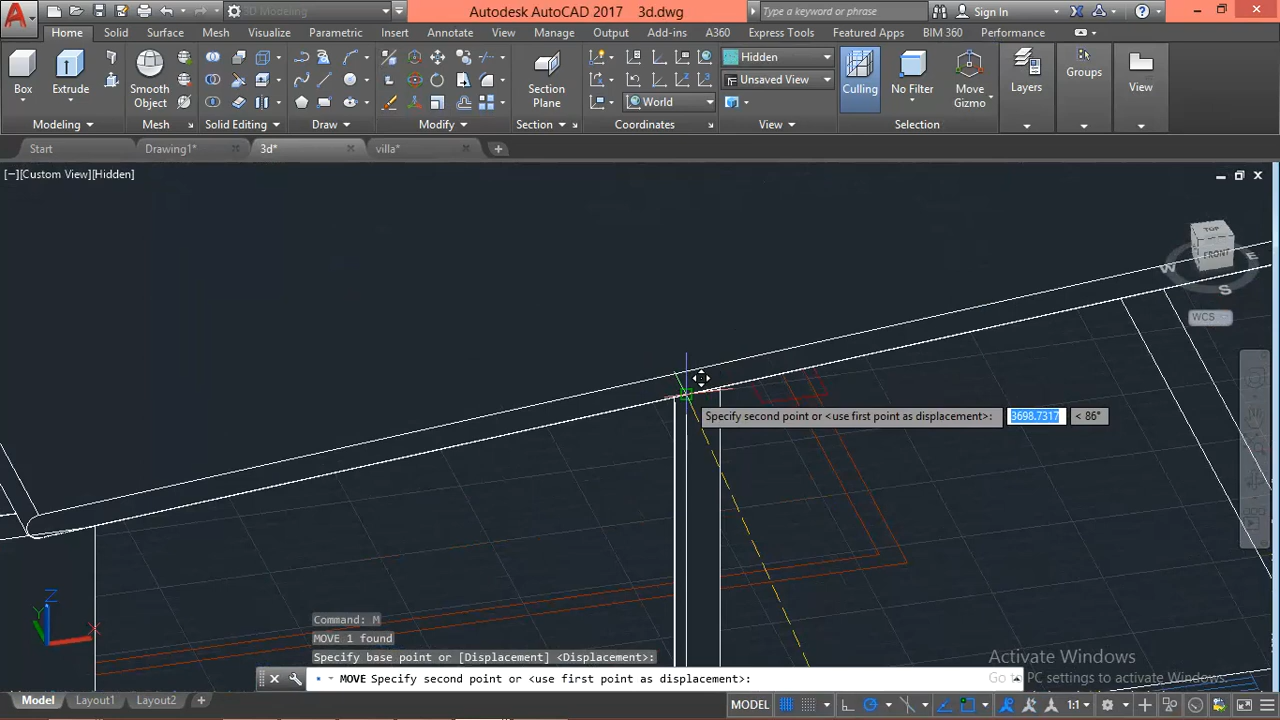 3D Modeling
Autodesk AutoCAD 2017 3d.dwg
Type a keyword or phrase
Sign In
Home Solid Surface Mesh Visualize Parametric Insert Annotate View Manage Output Add-ins A360 Express Tools Featured Apps BIM 360 Performance
Hidden
Unsaved View
World
Box
Extrude
Smooth
Object
Section
Plane
Culling
No Filter
Move
Gizmo
Layers
Groups
View
Modeling
Mesh
Solid Editing
Draw
Modify
Section
Coordinates
View
Selection
Start Drawing1* 3d* villa*
[−][Custom View][Hidden]
TOP
FRONT
W
E
S
WCS
Specify second point or <use first point as displacement>: 3698.7317 < 86°
Z
Y
X
Command: M
MOVE 1 found
Specify base point or [Displacement] <Displacement>:
MOVE Specify second point or <use first point as displacement>:
Activate Windows
Go to PC settings to activate Windows.
Model Layout1 Layout2
MODEL
1:1